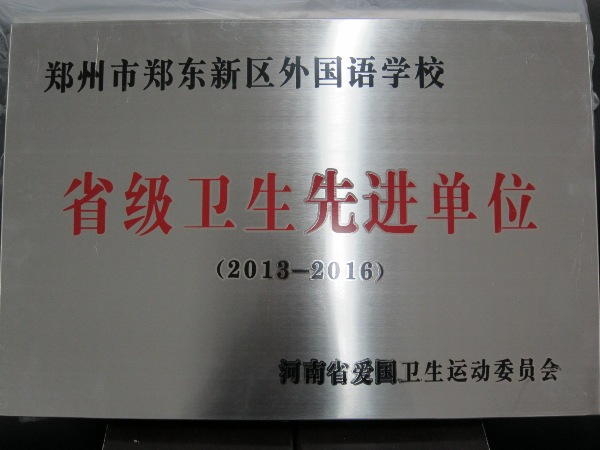 郑州市郑东新区外国语学校
省级卫生先进单位
(2013—2016)
河南省爱国卫生运动委员会